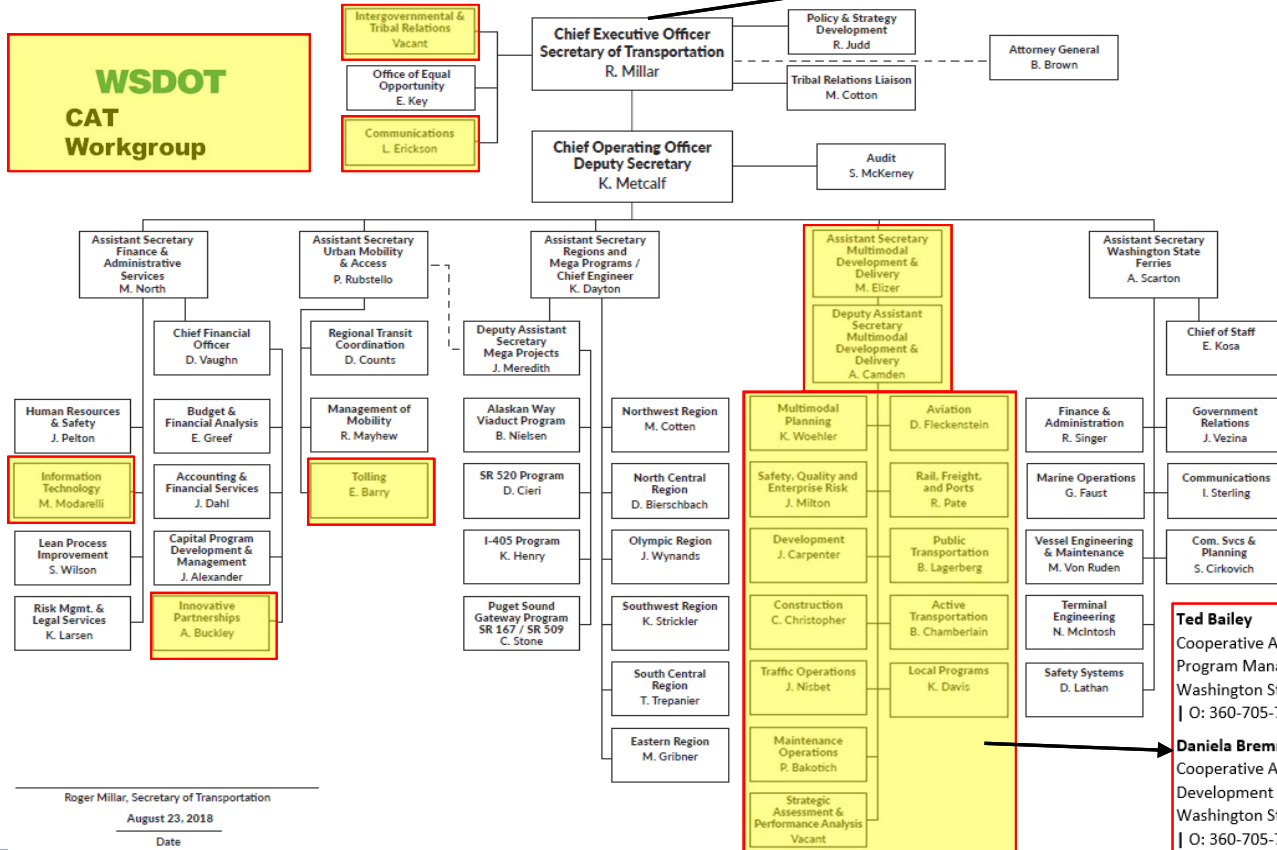 WSDOT
CAT
Workgroup
Intergovernmental &
Tribal Relations
Vacant
Office of Equal
Opportunity
E. Key
Communications
L. Erickson
Chief Executive Officer
Secretary of Transportation
R. Millar
Policy & Strategy
Development
R. Judd
Tribal Relations Liaison
M. Cotton
Attorney General
B. Brown
Chief Operating Officer
Deputy Secretary
K. Metcalf
Audit
S. McKerney
Assistant Secretary
Finance &
Administrative
Services
M. North
Chief Financial
Officer
D. Vaughn
Human Resources
& Safety
J. Pelton
Budget &
Financial Analysis
E. Greef
Information
Technology
M. Modarelli
Accounting &
Financial Services
J. Dahl
Lean Process
Improvement
S. Wilson
Capital Program
Development &
Management
J. Alexander
Risk Mgmt. &
Legal Services
K. Larsen
Innovative
Partnerships
A. Buckley
Assistant Secretary
Urban Mobility
& Access
P. Rubstello
Regional Transit
Coordination
D. Counts
Management of
Mobility
R. Mayhew
Tolling
E. Barry
Assistant Secretary
Regions and
Mega Programs /
Chief Engineer
K. Dayton
Deputy Assistant
Secretary
Mega Projects
J. Meredith
Alaskan Way
Viaduct Program
B. Nielsen
SR 520 Program
D. Cieri
I-405 Program
K. Henry
Puget Sound
Gateway Program
SR 167 / SR 509
C. Stone
Northwest Region
M. Cotten
North Central
Region
D. Bierschbach
Olympic Region
J. Wynands
Southwest Region
K. Strickler
South Central
Region
T. Trepanier
Eastern Region
M. Gribner
Assistant Secretary
Multimodal
Development &
Delivery
M. Elizer
Deputy Assistant
Secretary
Multimodal
Development &
Delivery
A. Camden
Multimodal
Planning
K. Woehler
Aviation
D. Fleckenstein
Safety, Quality and
Enterprise Risk
J. Milton
Rail, Freight,
and Ports
R. Pate
Development
J. Carpenter
Public
Transportation
B. Lagerberg
Construction
C. Christopher
Active
Transportation
B. Chamberlain
Traffic Operations
J. Nisbet
Local Programs
K. Davis
Maintenance
Operations
P. Bakotich
Strategic
Assessment &
Performance Analysis
Vacant
Assistant Secretary
Washington State
Ferries
A. Scarton
Chief of Staff
E. Kosa
Finance &
Administration
R. Singer
Government
Relations
J. Vezina
Marine Operations
G. Faust
Communications
I. Sterling
Vessel Engineering
& Maintenance
M. Von Ruden
Com. Svcs &
Planning
S. Cirkovich
Terminal
Engineering
N. McIntosh
Safety Systems
D. Lathan
Ted Bailey
Cooperative
Program
Washington
| O: 360-705-
Daniela
Cooperative
Development
Washington
| O: 360-705-
Roger Millar, Secretary of Transportation
August 23, 2018
Date